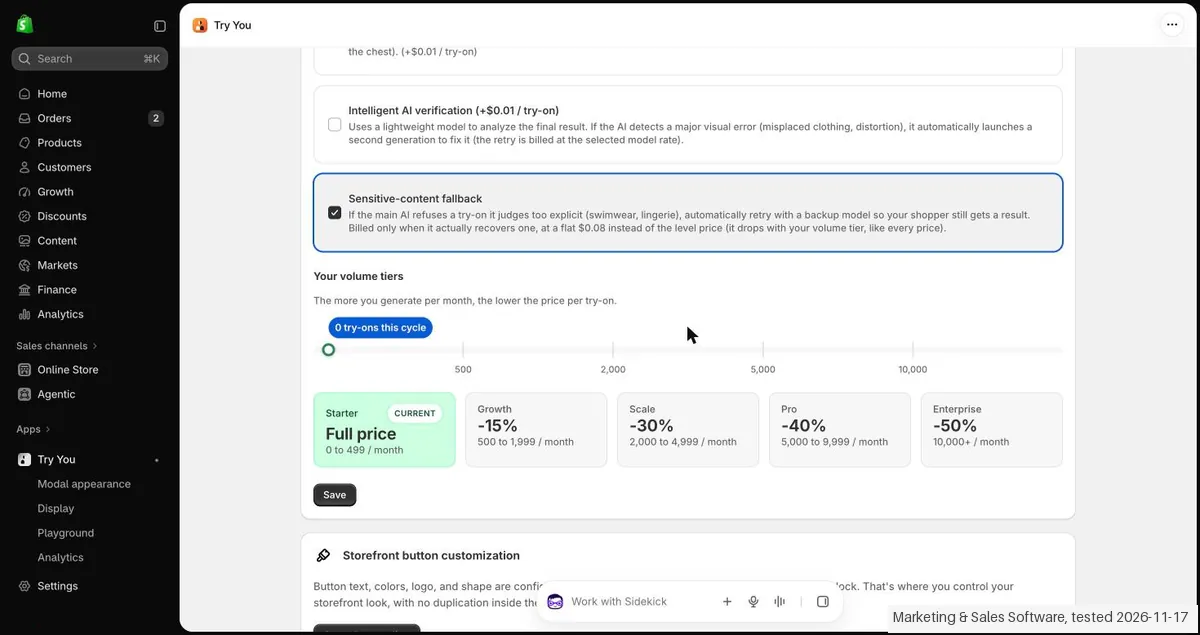 Try You
Search ⌘K
Home
Orders 2
Products
Customers
Growth
Discounts
Content
Markets
Finance
Analytics
Sales channels
Online Store
Agentic
Apps
Try You
Modal appearance
Display
Playground
Analytics
Settings
the chest). (+$0.01 / try-on)
Intelligent AI verification (+$0.01 / try-on)
Uses a lightweight model to analyze the final result. If the AI detects a major visual error (misplaced clothing, distortion), it automatically launches a
second generation to fix it (the retry is billed at the selected model rate).
Sensitive-content fallback
If the main AI refuses a try-on it judges too explicit (swimwear, lingerie), automatically retry with a backup model so your shopper still gets a result.
Billed only when it actually recovers one, at a flat $0.08 instead of the level price (it drops with your volume tier, like every price).
Your volume tiers
The more you generate per month, the lower the price per try-on.
0 try-ons this cycle
500 2,000 5,000 10,000
Starter CURRENT
Full price
0 to 499 / month
Growth
-15%
500 to 1,999 / month
Scale
-30%
2,000 to 4,999 / month
Pro
-40%
5,000 to 9,999 / month
Enterprise
-50%
10,000+ / month
Save
Storefront button customization
Button text, colors, logo, and shape are lock. That's where you control your
storefront look, with no duplication inside the
Work with Sidekick
Marketing & Sales Software, tested 2026-11-17